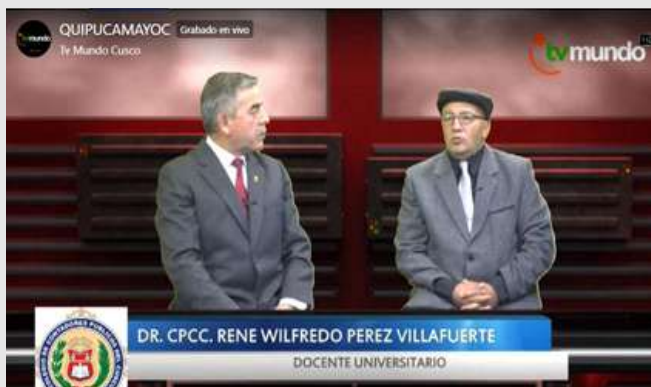 QUIPUCAMAYOC Grabado en vivo
Tv Mundo Cusco
tvmundo
DR. CPCC. RENE WILFREDO PEREZ VILLAFUERTE
DOCENTE UNIVERSITARIO